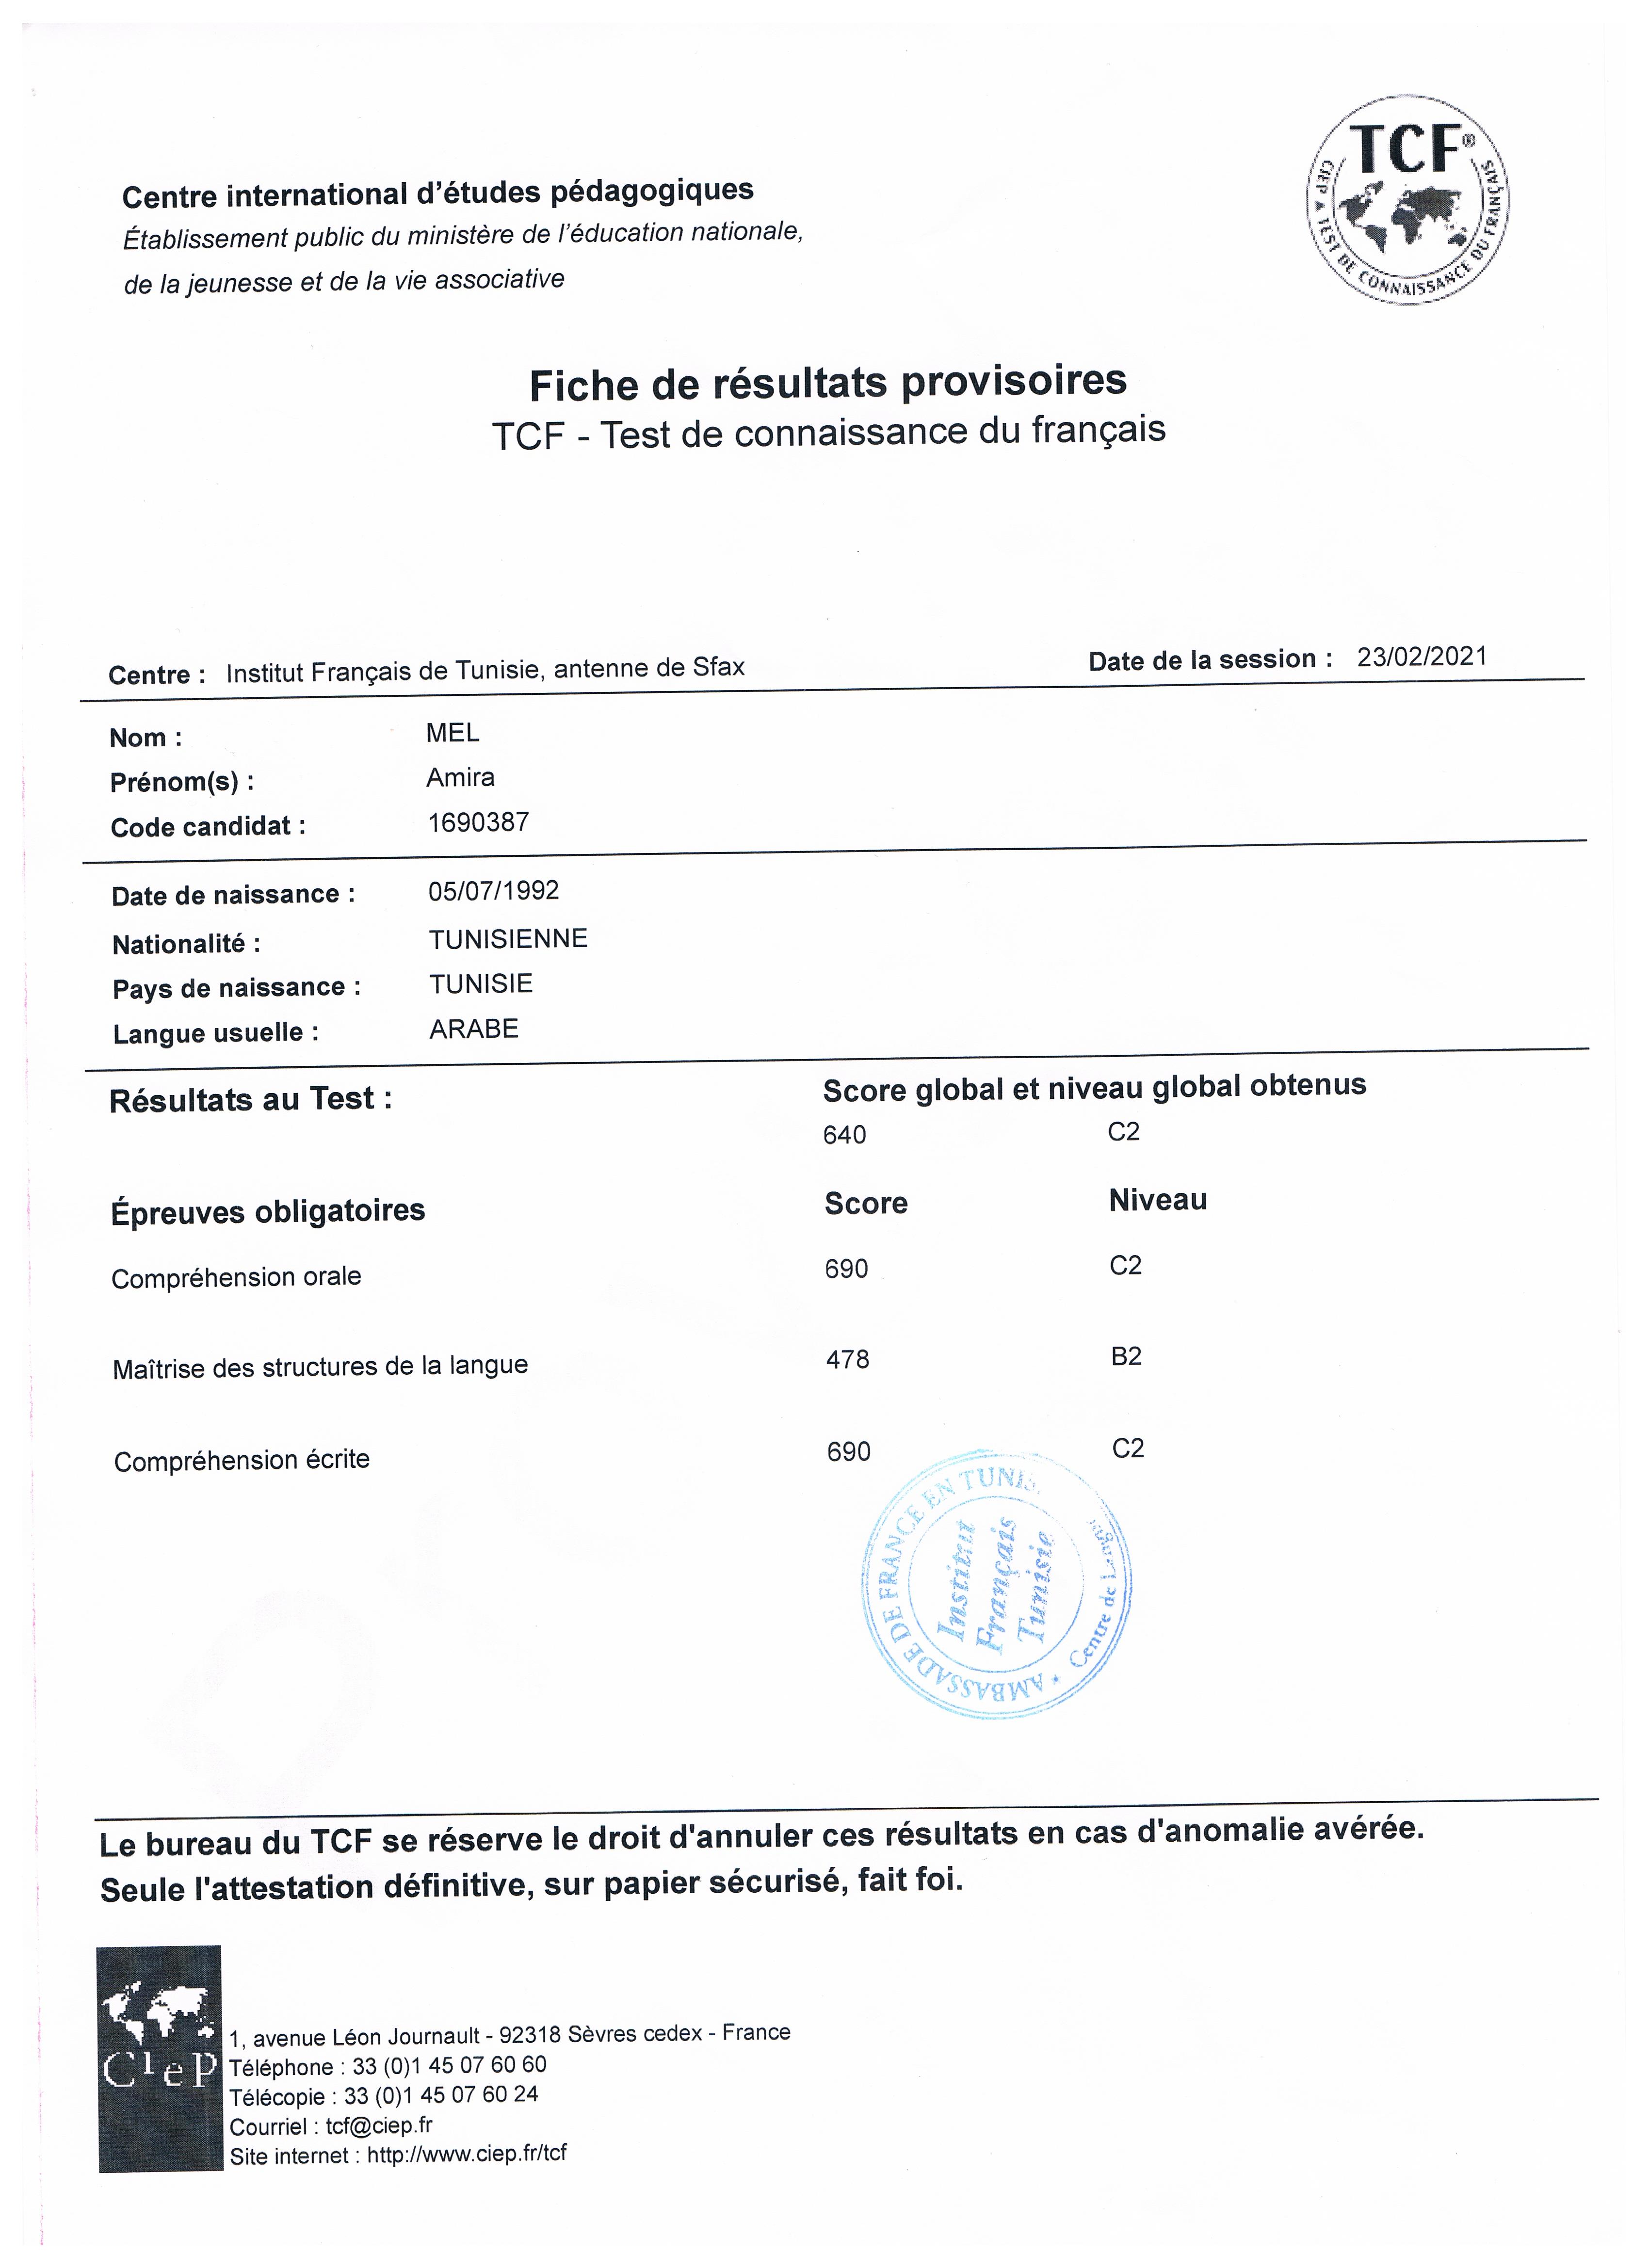 TCF®
CIEP ▲ TEST DE CONNAISSANCE DU FRANÇAIS
Centre international d'études pédagogiques
Établissement public du ministère de l'éducation nationale,
de la jeunesse et de la vie associative
Fiche de résultats provisoires
TCF - Test de connaissance du français
Centre : Institut Français de Tunisie, antenne de Sfax Date de la session : 23/02/2021
Nom : MEL
Prénom(s) : Amira
Code candidat : 1690387
Date de naissance : 05/07/1992
Nationalité : TUNISIENNE
Pays de naissance : TUNISIE
Langue usuelle : ARABE
Résultats au Test : Score global et niveau global obtenus
640 C2
Épreuves obligatoires Score Niveau
Compréhension orale 690 C2
Maîtrise des structures de la langue 478 B2
Compréhension écrite 690 C2
AMBASSADE DE FRANCE EN
Centre de
Institut
Français
Tunisie
Le bureau du TCF se réserve le droit d'annuler ces résultats en cas d'anomalie avérée.
Seule l'attestation définitive, sur papier sécurisé, fait foi.
CIeP
1, avenue Léon Journault - 92318 Sèvres cedex - France
Téléphone : 33 (0)1 45 07 60 60
Télécopie : 33 (0)1 45 07 60 24
Courriel : tcf@ciep.fr
Site internet : http://www.ciep.fr/tcf